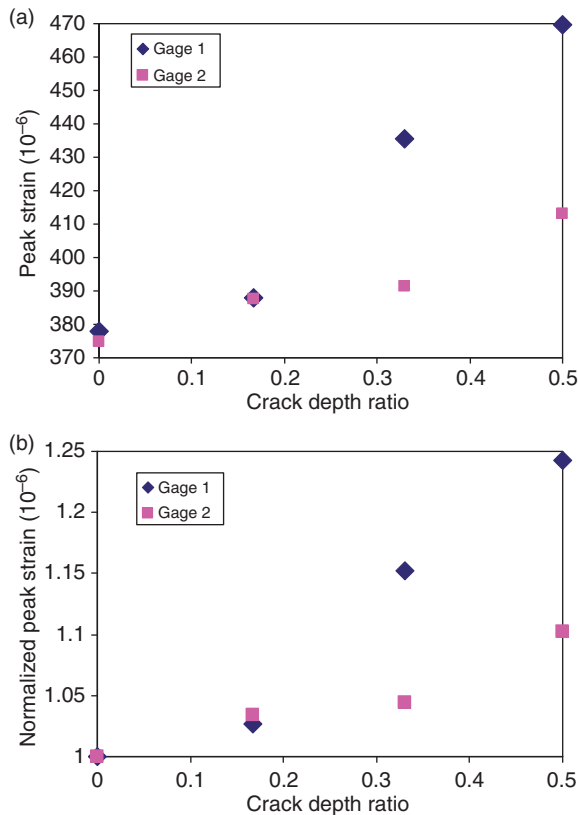 (a)
470
460
450
440
430
420
410
400
390
380
370
Peak strain (10⁻⁶)
Gage 1
Gage 2
0
0.1
0.2
0.3
0.4
0.5
Crack depth ratio
(b)
1.25
1.2
1.15
1.1
1.05
1
Normalized peak strain (10⁻⁶)
Gage 1
Gage 2
0
0.1
0.2
0.3
0.4
0.5
Crack depth ratio